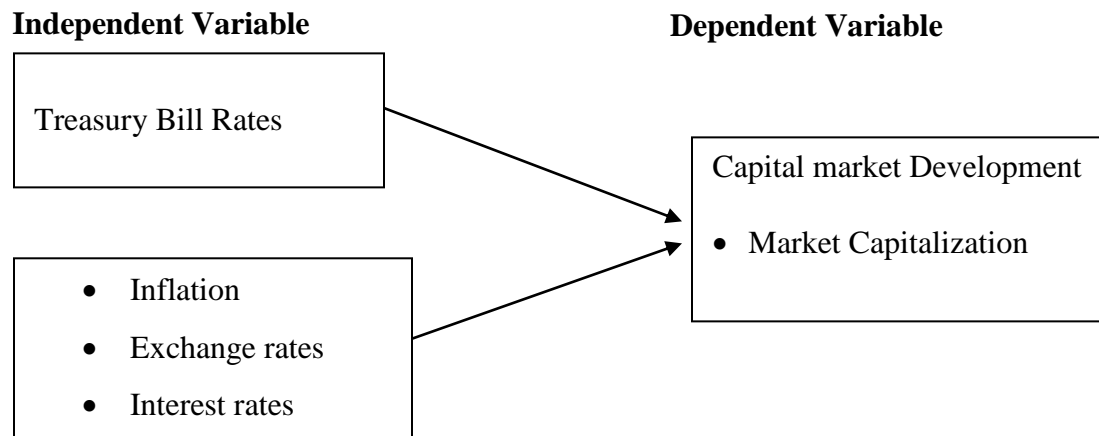 Independent Variable
Treasury Bill Rates
• Inflation
• Exchange rates
• Interest rates
Dependent Variable
Capital market Development
• Market Capitalization